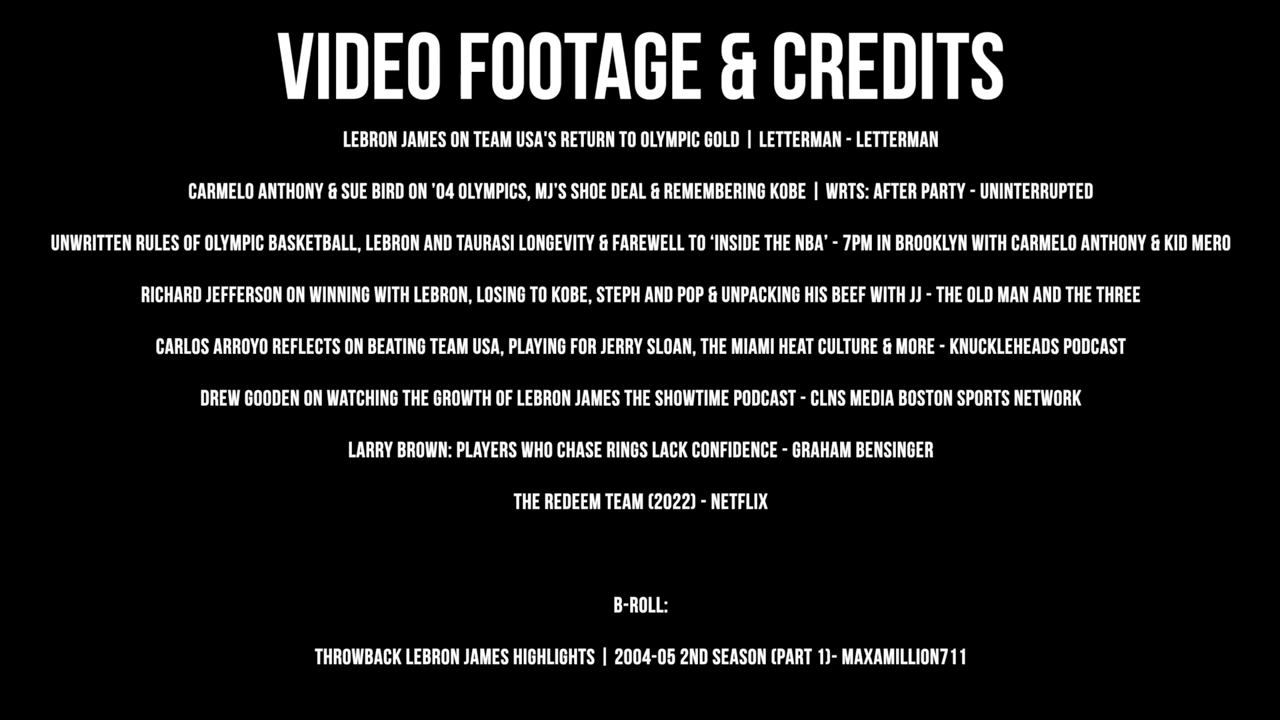 VIDEO FOOTAGE & CREDITS
LEBRON JAMES ON TEAM USA'S RETURN TO OLYMPIC GOLD | LETTERMAN - LETTERMAN
CARMELO ANTHONY & SUE BIRD ON '04 OLYMPICS, MJ'S SHOE DEAL & REMEMBERING KOBE | WRTS: AFTER PARTY - UNINTERRUPTED
UNWRITTEN RULES OF OLYMPIC BASKETBALL, LEBRON AND TAURASI LONGEVITY & FAREWELL TO ‘INSIDE THE NBA’ - 7PM IN BROOKLYN WITH CARMELO ANTHONY & KID MERO
RICHARD JEFFERSON ON WINNING WITH LEBRON, LOSING TO KOBE, STEPH AND POP & UNPACKING HIS BEEF WITH JJ - THE OLD MAN AND THE THREE
CARLOS ARROYO REFLECTS ON BEATING TEAM USA, PLAYING FOR JERRY SLOAN, THE MIAMI HEAT CULTURE & MORE - KNUCKLEHEADS PODCAST
DREW GOODEN ON WATCHING THE GROWTH OF LEBRON JAMES THE SHOWTIME PODCAST - CLNS MEDIA BOSTON SPORTS NETWORK
LARRY BROWN: PLAYERS WHO CHASE RINGS LACK CONFIDENCE - GRAHAM BENSINGER
THE REDEEM TEAM (2022) - NETFLIX
B-ROLL:
THROWBACK LEBRON JAMES HIGHLIGHTS | 2004-05 2ND SEASON (PART 1)- MAXAMILLION711